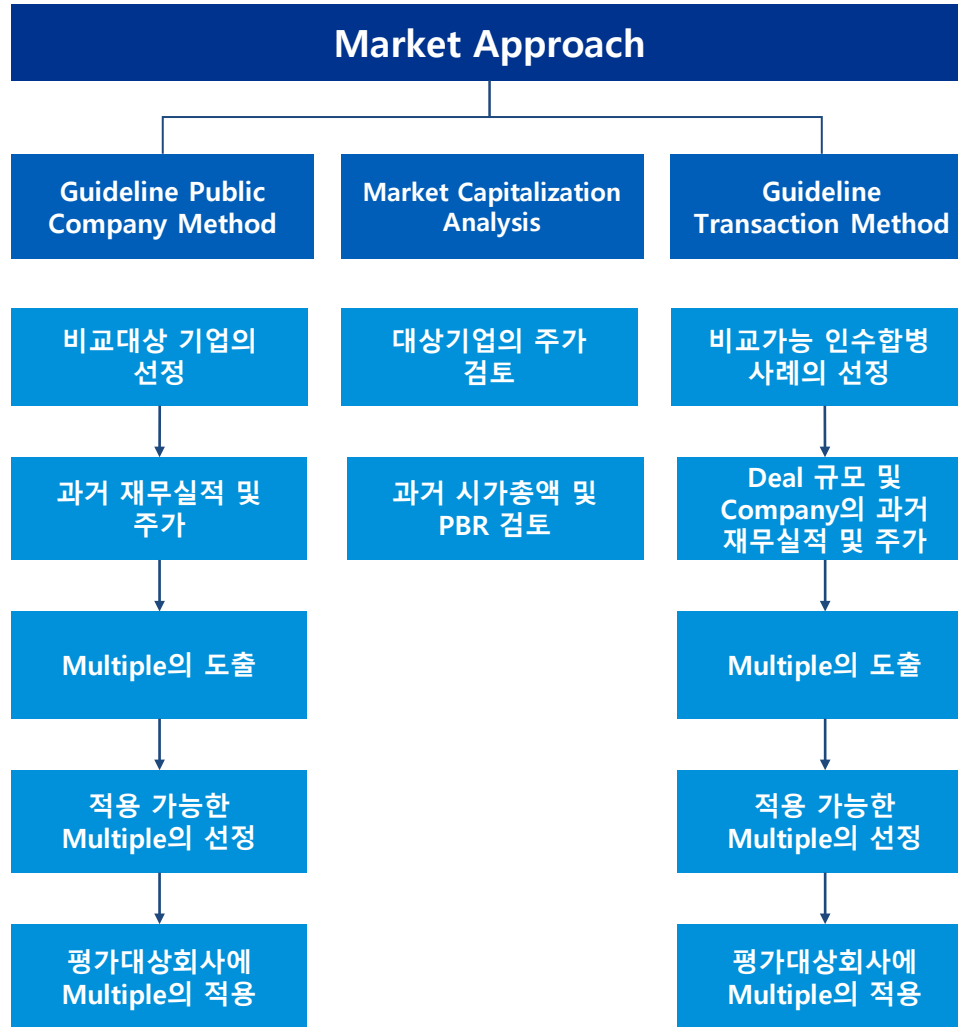 Market Approach
Guideline Public
Company Method
Market Capitalization
Analysis
Guideline
Transaction Method
비교대상 기업의
선정
대상기업의 주가
검토
비교가능 인수합병
사례의 선정
과거 재무실적 및
주가
과거 시가총액 및
PBR 검토
Deal 규모 및
Company의 과거
재무실적 및 주가
Multiple의 도출
Multiple의 도출
적용 가능한
Multiple의 선정
적용 가능한
Multiple의 선정
평가대상회사에
Multiple의 적용
평가대상회사에
Multiple의 적용